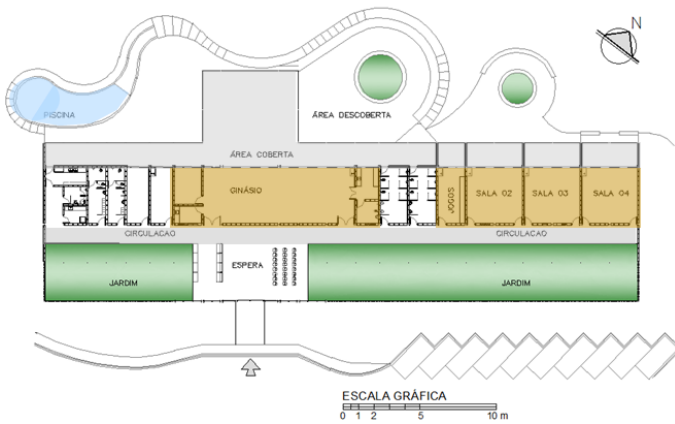 N
PISCINA
ÁREA DESCOBERTA
ÁREA COBERTA
GINÁSIO
JOGOS
SALA 02
SALA 03
SALA 04
CIRCULACAO
CIRCULACAO
ESPERA
JARDIM
JARDIM
ESCALA GRÁFICA
0 1 2 5 10 m